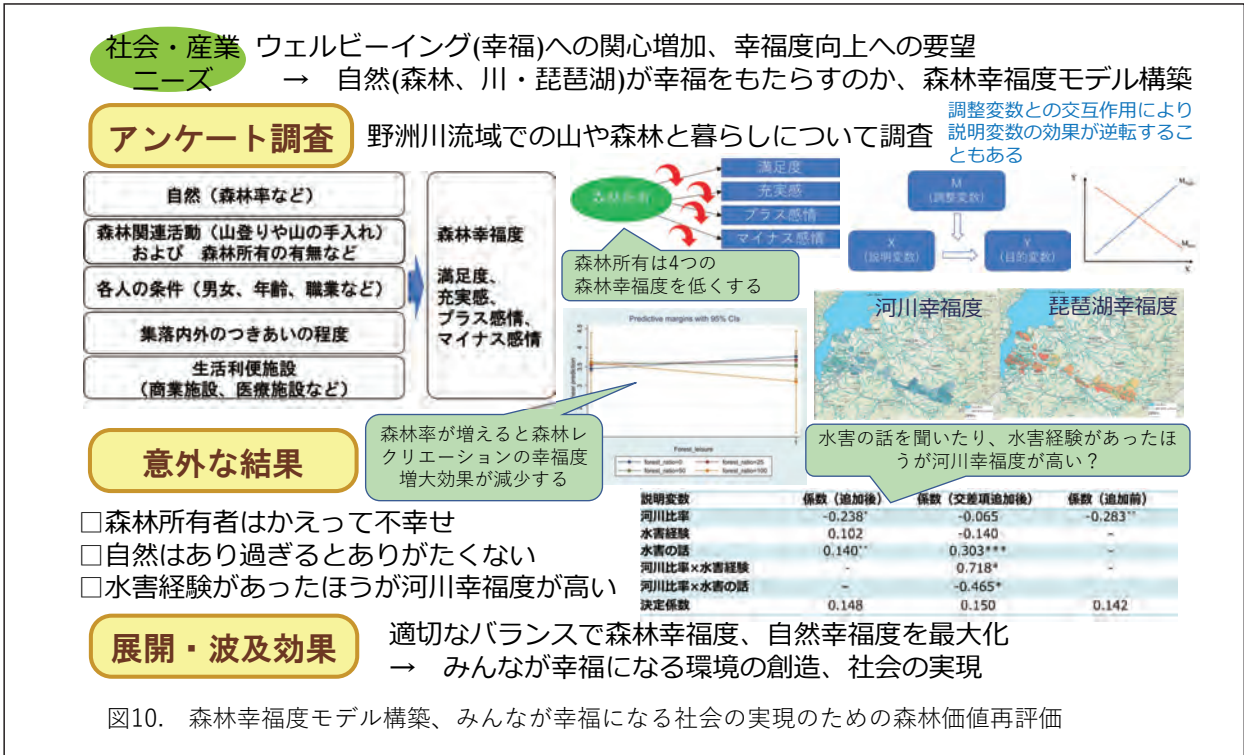 社会・産業
ニーズ
ウェルビーイング(幸福)への関心増加、幸福度向上への要望
→ 自然(森林、川・琵琶湖)が幸福をもたらすのか、森林幸福度モデル構築
アンケート調査
野洲川流域での山や森林と暮らしについて調査
調整変数との交互作用により
説明変数の効果が逆転するこ
ともある
自然（森林率など）
森林関連活動（山登りや山の手入れ）
および 森林所有の有無など
各人の条件（男女、年齢、職業など）
集落内外のつきあいの程度
生活利便施設
（商業施設、医療施設など）
森林幸福度
満足度、
充実感、
プラス感情、
マイナス感情
森林所有
満足度
充実感
プラス感情
マイナス感情
森林所有は4つの
森林幸福度を低くする
M
（調整変数）
X
（説明変数）
Y
（目的変数）
Y
X
河川幸福度
琵琶湖幸福度
Predictive margins with 95% CIs
Forest_leisure
forest_ratio=0
forest_ratio=25
forest_ratio=50
forest_ratio=100
森林率が増えると森林レ
クリエーションの幸福度
増大効果が減少する
水害の話を聞いたり、水害経験があったほ
うが河川幸福度が高い？
意外な結果
□森林所有者はかえって不幸せ
□自然はあり過ぎるとありがたくない
□水害経験があったほうが河川幸福度が高い
説明変数 係数（追加後） 係数（交差項追加後） 係数（追加前）
河川比率 -0.238* -0.065 -0.283**
水害経験 0.102 -0.140 -
水害の話 0.140** 0.303*** -
河川比率×水害経験 - 0.718* -
河川比率×水害の話 - -0.465* -
決定係数 0.148 0.150 0.142
展開・波及効果
適切なバランスで森林幸福度、自然幸福度を最大化
→ みんなが幸福になる環境の創造、社会の実現
図10. 森林幸福度モデル構築、みんなが幸福になる社会の実現のための森林価値再評価